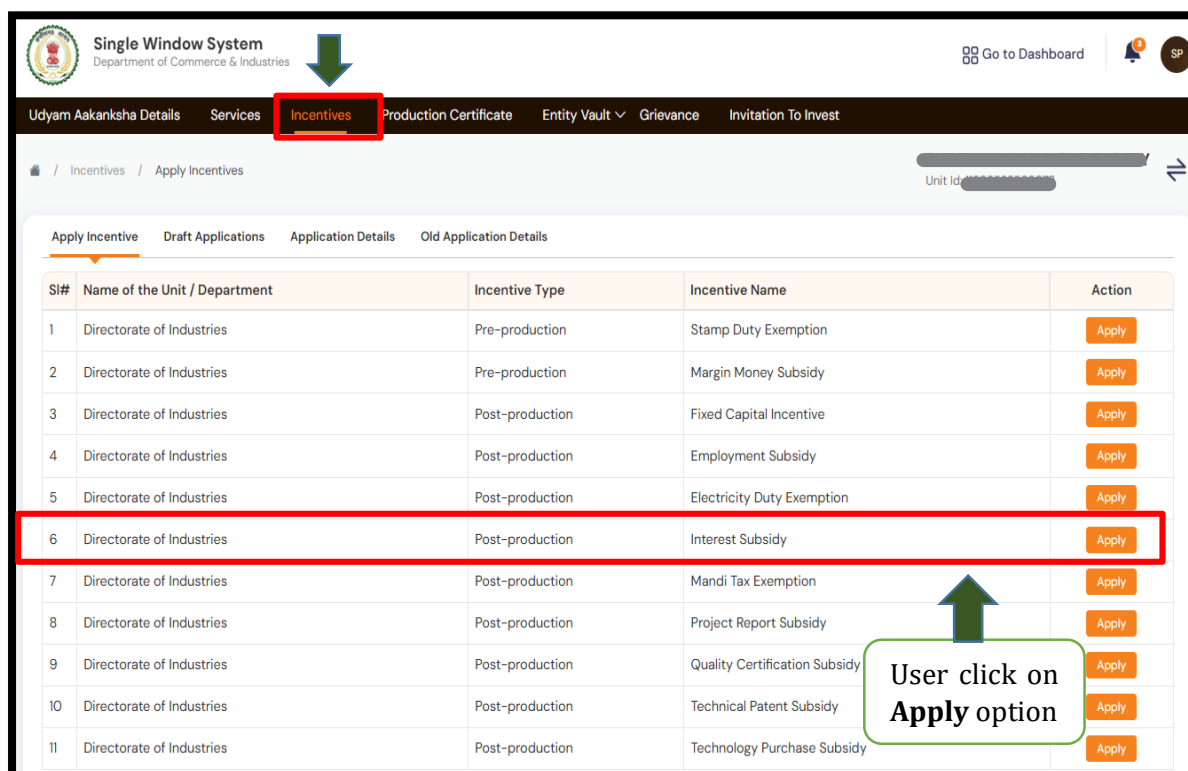 Single Window System
Department of Commerce & Industries
Go to Dashboard
3
SP
Udyam Aakanksha Details Services Incentives Production Certificate Entity Vault Grievance Invitation To Invest
/ Incentives / Apply Incentives
Unit Id:
Apply Incentive Draft Applications Application Details Old Application Details
Sl# Name of the Unit / Department Incentive Type Incentive Name Action
1 Directorate of Industries Pre-production Stamp Duty Exemption Apply
2 Directorate of Industries Pre-production Margin Money Subsidy Apply
3 Directorate of Industries Post-production Fixed Capital Incentive Apply
4 Directorate of Industries Post-production Employment Subsidy Apply
5 Directorate of Industries Post-production Electricity Duty Exemption Apply
6 Directorate of Industries Post-production Interest Subsidy Apply
7 Directorate of Industries Post-production Mandi Tax Exemption Apply
8 Directorate of Industries Post-production Project Report Subsidy Apply
9 Directorate of Industries Post-production Quality Certification Subsidy Apply
10 Directorate of Industries Post-production Technical Patent Subsidy Apply
11 Directorate of Industries Post-production Technology Purchase Subsidy Apply
User click on
Apply option